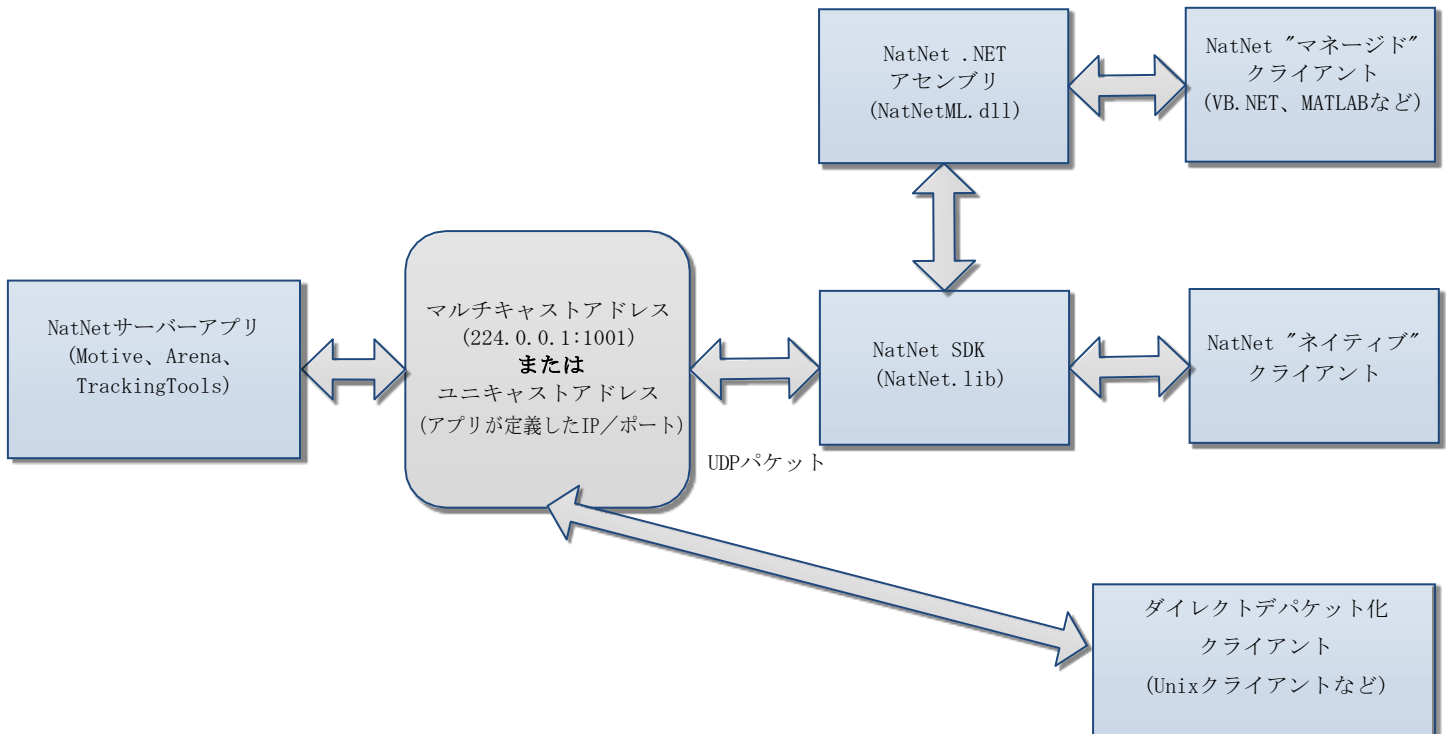 NatNet .NET
アセンブリ
(NatNetML.dll)
NatNet "マネージド"
クライアント
(VB.NET、MATLABなど)
NatNetサーバーアプリ
(Motive、Arena、
TrackingTools)
マルチキャストアドレス
(224.0.0.1:1001)
または
ユニキャストアドレス
(アプリが定義したIP／ポート)
NatNet SDK
(NatNet.lib)
NatNet "ネイティブ"
クライアント
UDPパケット
ダイレクトデパケット化
クライアント
(Unixクライアントなど)